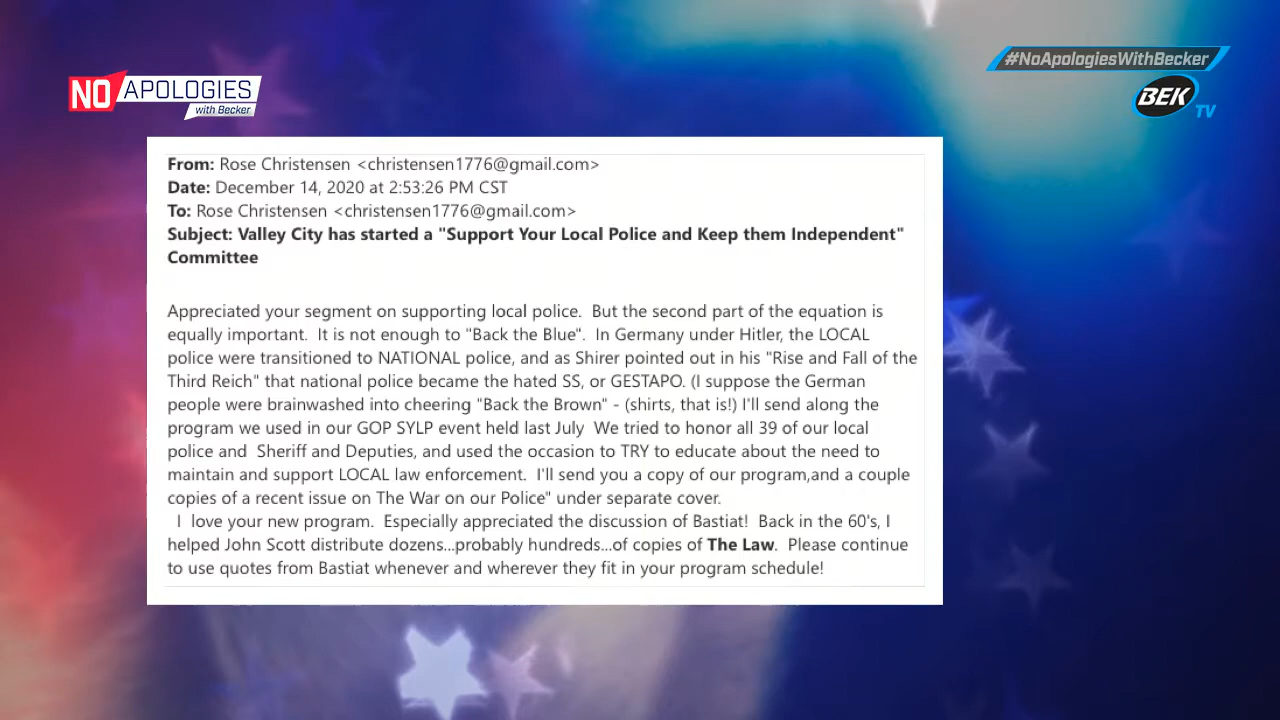 NO APOLOGIES
with Becker
#NoApologiesWithBecker
BEK TV
From: Rose Christensen <christensen1776@gmail.com>
Date: December 14, 2020 at 2:53:26 PM CST
To: Rose Christensen <christensen1776@gmail.com>
Subject: Valley City has started a "Support Your Local Police and Keep them Independent"
Committee
Appreciated your segment on supporting local police.  But the second part of the equation is
equally important.  It is not enough to "Back the Blue".  In Germany under Hitler, the LOCAL
police were transitioned to NATIONAL police, and as Shirer pointed out in his "Rise and Fall of the
Third Reich" that national police became the hated SS, or GESTAPO. (I suppose the German
people were brainwashed into cheering "Back the Brown" - (shirts, that is!) I'll send along the
program we used in our GOP SYLP event held last July  We tried to honor all 39 of our local
police and  Sheriff and Deputies, and used the occasion to TRY to educate about the need to
maintain and support LOCAL law enforcement.  I'll send you a copy of our program,and a couple
copies of a recent issue on The War on our Police" under separate cover.
I  love your new program.  Especially appreciated the discussion of Bastiat!  Back in the 60's, I
helped John Scott distribute dozens...probably hundreds...of copies of The Law.  Please continue
to use quotes from Bastiat whenever and wherever they fit in your program schedule!